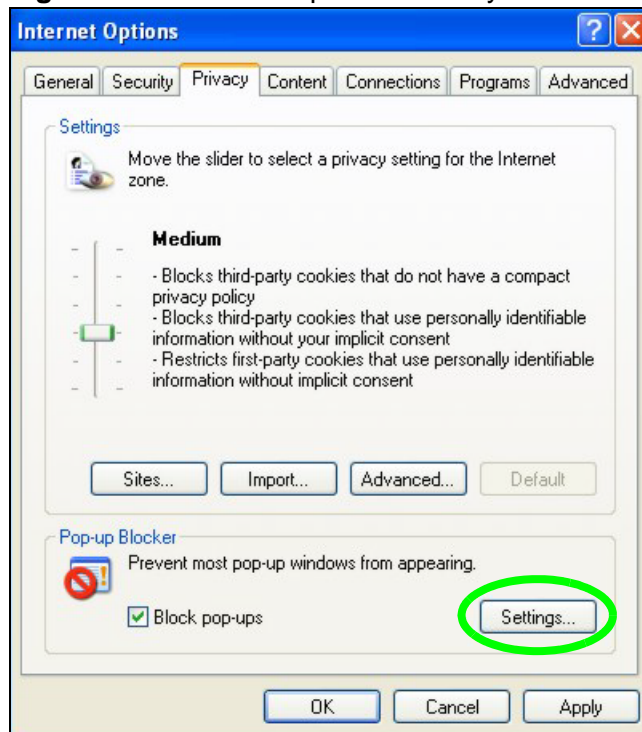 Internet Options
General Security Privacy Content Connections Programs Advanced
Settings
Move the slider to select a privacy setting for the Internet
zone.
Medium
- Blocks third-party cookies that do not have a compact
privacy policy
- Blocks third-party cookies that use personally identifiable
information without your implicit consent
- Restricts first-party cookies that use personally identifiable
information without implicit consent
Sites... Import... Advanced... Default
Pop-up Blocker
Prevent most pop-up windows from appearing.
Block pop-ups
Settings...
OK Cancel Apply